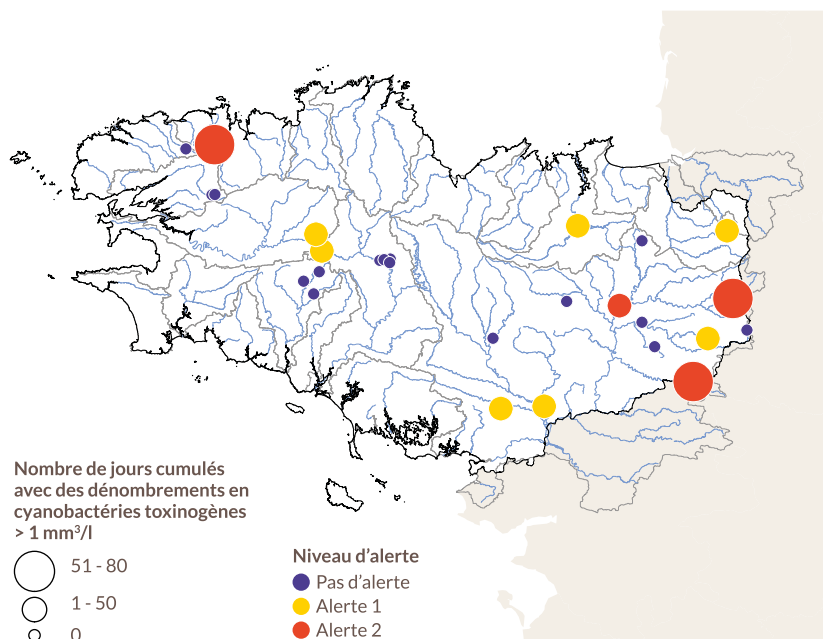 Nombre de jours cumulés
avec des dénombrements en
cyanobactéries toxinogènes
> 1 mm³/l
51 - 80
1 - 50
0
Niveau d'alerte
Pas d'alerte
Alerte 1
Alerte 2